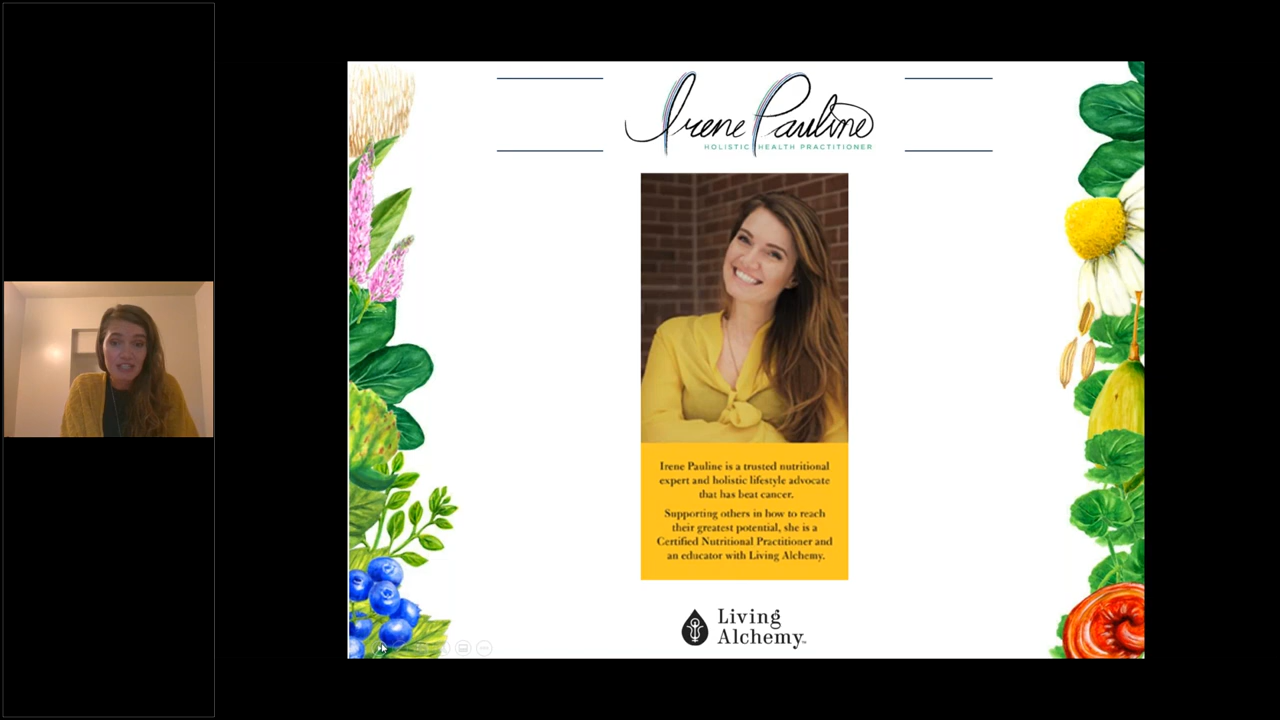 Irene Pauline
HOLISTIC HEALTH PRACTITIONER
Irene Pauline is a trusted nutritional
expert and holistic lifestyle advocate
that has beat cancer.
Supporting others in how to reach
their greatest potential, she is a
Certified Nutritional Practitioner and
an educator with Living Alchemy.
Living
Alchemy™